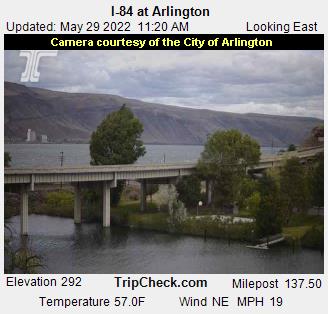 I-84 at Arlington
Updated: May 29 2022 11:20 AM Looking East
Camera courtesy of the City of Arlington
Elevation 292 TripCheck.com Milepost 137.50
Temperature 57.0F Wind NE MPH 19